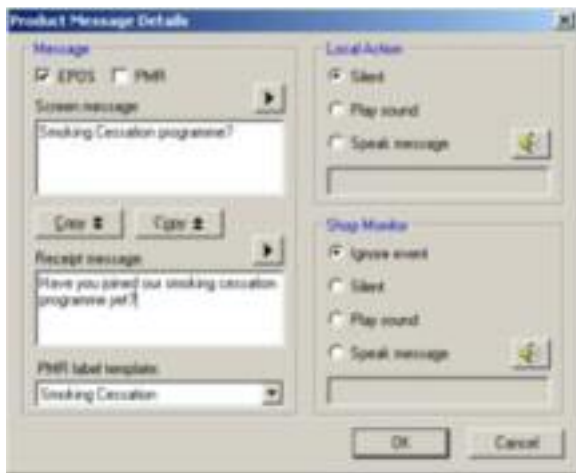 Product Message Details
Message
EPOS PMR
Screen message:
Smoking Cessation programme?
Copy Copy
Receipt message:
Have you joined our smoking cessation
programme yet?
PMR label template:
Smoking Cessation
Local Action
Silent
Play sound
Speak message
Shop Monitor
Ignore event
Silent
Play sound
Speak message
OK Cancel